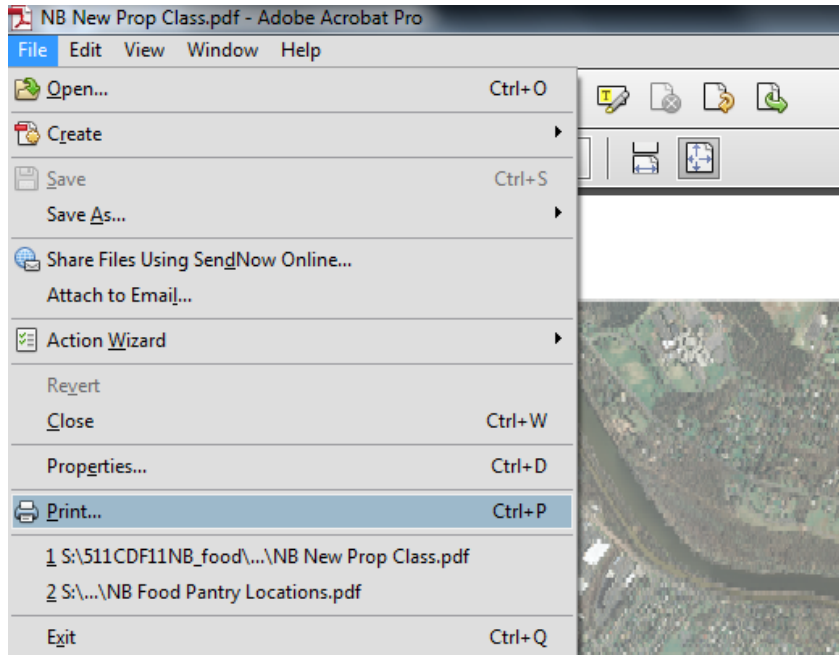 NB New Prop Class.pdf - Adobe Acrobat Pro
File Edit View Window Help
Open... Ctrl+O
Create
Save Ctrl+S
Save As...
Share Files Using SendNow Online...
Attach to Email...
Action Wizard
Revert
Close Ctrl+W
Properties... Ctrl+D
Print... Ctrl+P
1 S:\511CDF11NB_food\...\NB New Prop Class.pdf
2 S:\...\NB Food Pantry Locations.pdf
Exit Ctrl+Q